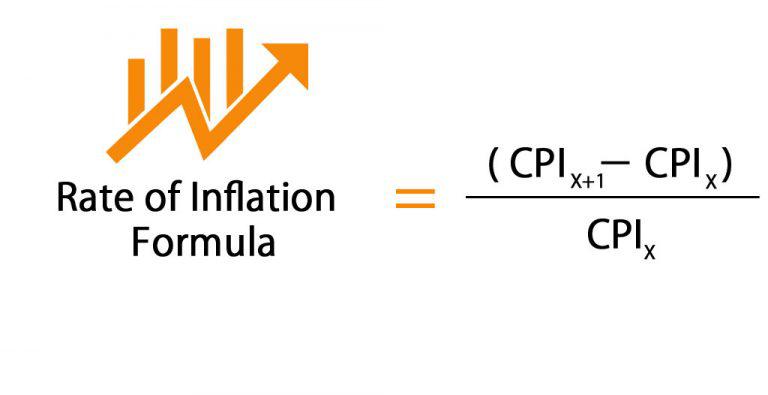 Rate of Inflation
Formula
=
( CPIₓ₊₁ − CPIₓ )
CPIₓ